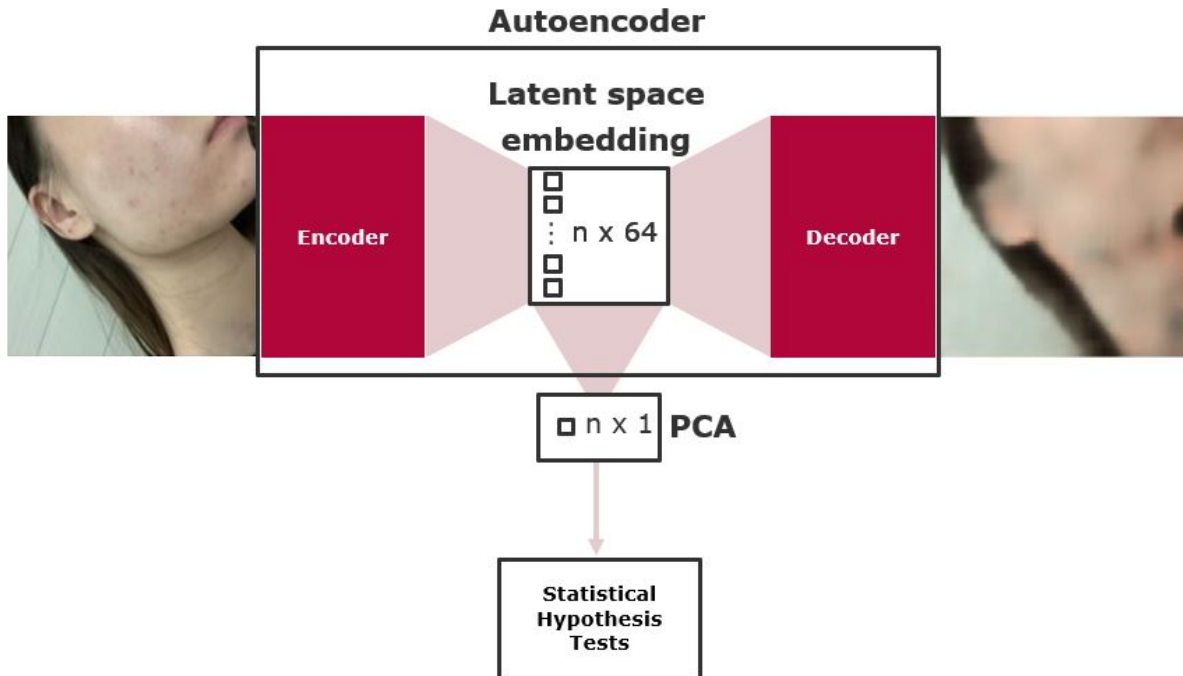 Autoencoder
Latent space
embedding
Encoder
⋮ n x 64
Decoder
n x 1
PCA
Statistical
Hypothesis
Tests